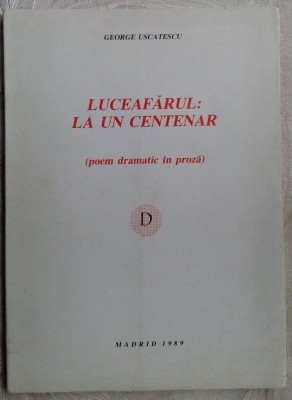 GEORGE USCATESCU
LUCEAFĂRUL:
LA UN CENTENAR
(poem dramatic în proză)
D
MADRID 1989